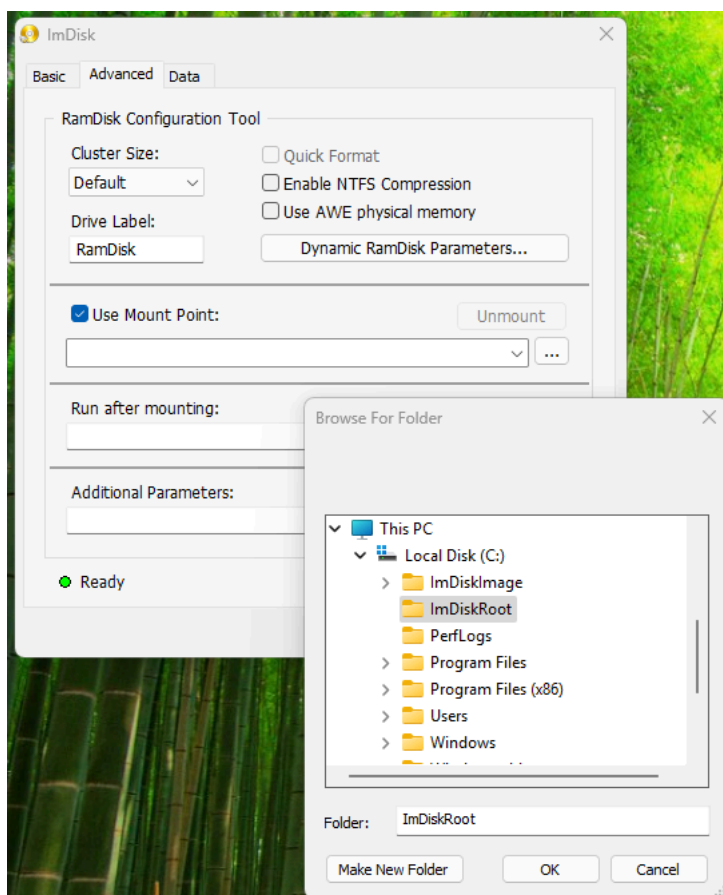 ImDisk
Basic Advanced Data
RamDisk Configuration Tool
Cluster Size:
Quick Format
Default
Enable NTFS Compression
Use AWE physical memory
Drive Label:
RamDisk
Dynamic RamDisk Parameters...
Use Mount Point:
Unmount
...
Run after mounting:
Additional Parameters:
Ready
Browse For Folder
This PC
Local Disk (C:)
ImDiskImage
ImDiskRoot
PerfLogs
Program Files
Program Files (x86)
Users
Windows
Folder: ImDiskRoot
Make New Folder OK Cancel